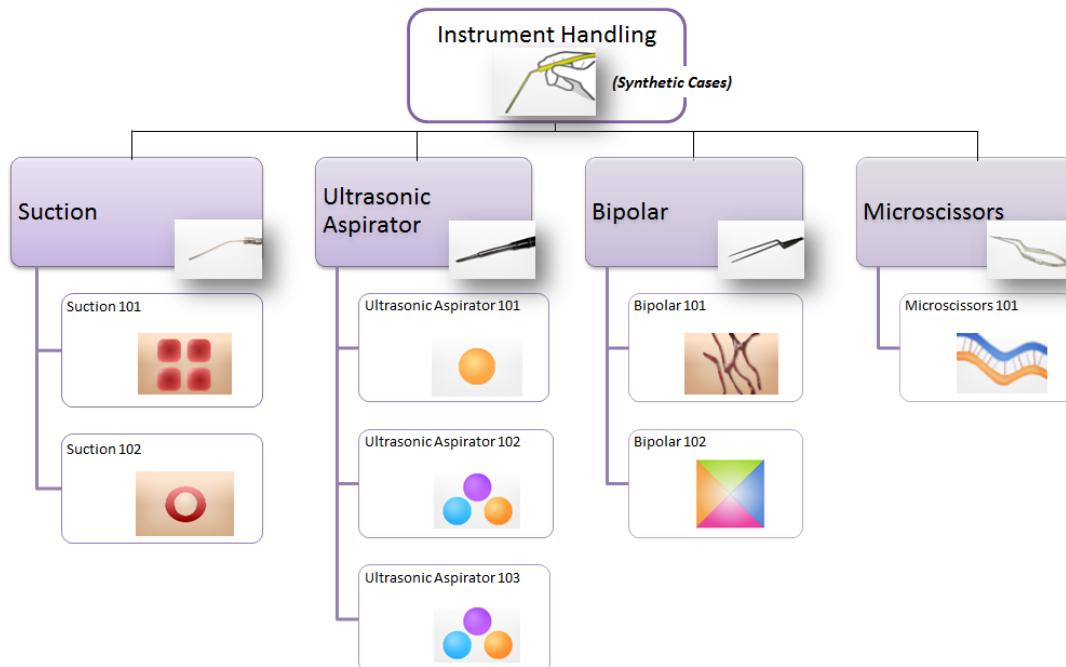 Instrument Handling
(Synthetic Cases)
Suction
Ultrasonic
Aspirator
Bipolar
Microscissors
Suction 101
Ultrasonic Aspirator 101
Bipolar 101
Microscissors 101
Suction 102
Ultrasonic Aspirator 102
Bipolar 102
Ultrasonic Aspirator 103